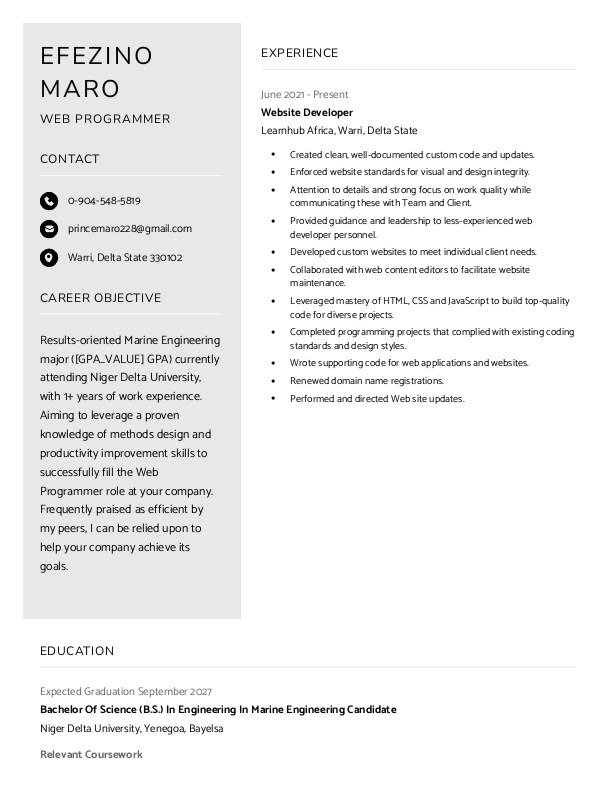 EFEZINO
MARO
WEB PROGRAMMER
CONTACT
0-904-548-5819
princemaro228@gmail.com
Warri, Delta State 330102
CAREER OBJECTIVE
Results-oriented Marine Engineering
major ([GPA_VALUE] GPA) currently
attending Niger Delta University,
with 1+ years of work experience.
Aiming to leverage a proven
knowledge of methods design and
productivity improvement skills to
successfully fill the Web
Programmer role at your company.
Frequently praised as efficient by
my peers, I can be relied upon to
help your company achieve its
goals.
EXPERIENCE
June 2021 - Present
Website Developer
Learnhub Africa, Warri, Delta State
• Created clean, well-documented custom code and updates.
• Enforced website standards for visual and design integrity.
• Attention to details and strong focus on work quality while
communicating these with Team and Client.
• Provided guidance and leadership to less-experienced web
developer personnel.
• Developed custom websites to meet individual client needs.
• Collaborated with web content editors to facilitate website
maintenance.
• Leveraged mastery of HTML, CSS and JavaScript to build top-quality
code for diverse projects.
• Completed programming projects that complied with existing coding
standards and design styles.
• Wrote supporting code for web applications and websites.
• Renewed domain name registrations.
• Performed and directed Web site updates.
EDUCATION
Expected Graduation September 2027
Bachelor Of Science (B.S.) In Engineering In Marine Engineering Candidate
Niger Delta University, Yenegoa, Bayelsa
Relevant Coursework